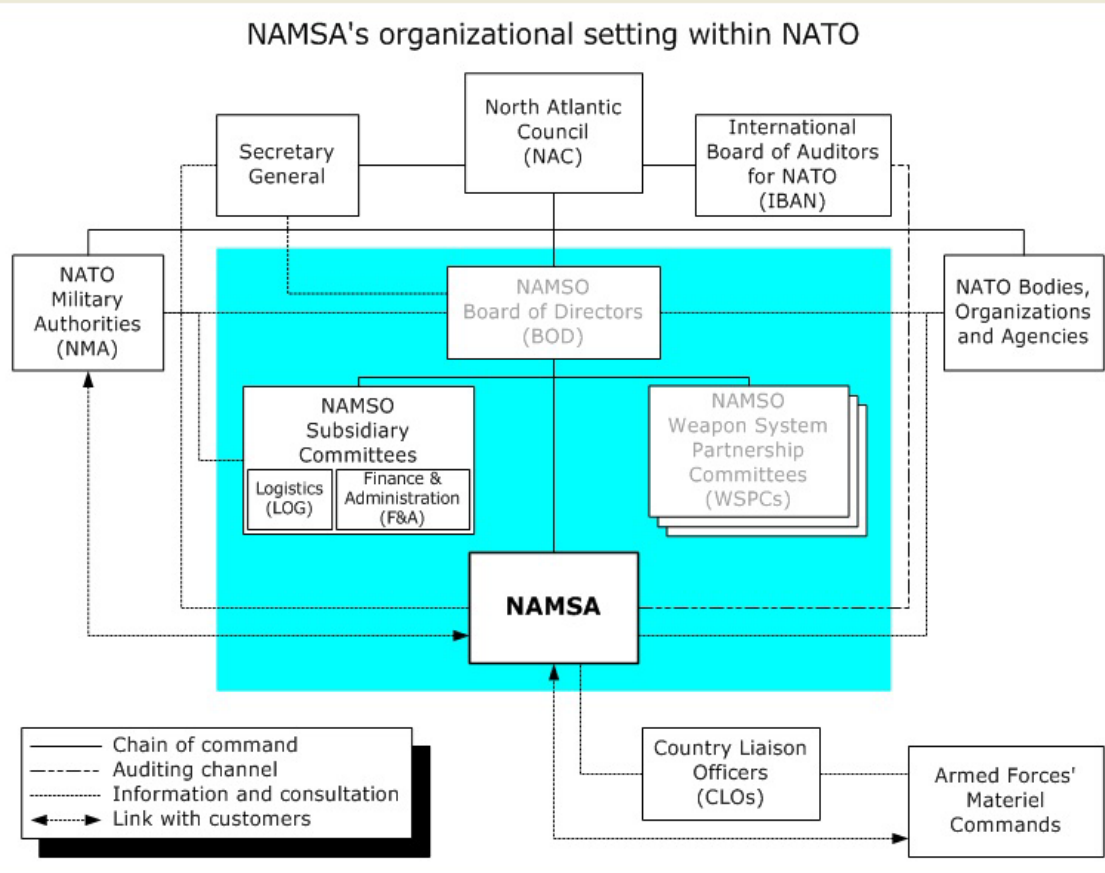 NAMSA's organizational setting within NATO
North Atlantic
Council
(NAC)
Secretary
General
International
Board of Auditors
for NATO
(IBAN)
NATO
Military
Authorities
(NMA)
NAMSO
Board of Directors
(BOD)
NATO Bodies,
Organizations
and Agencies
NAMSO
Subsidiary
Committees
Logistics
(LOG)
Finance &
Administration
(F&A)
NAMSO
Weapon System
Partnership
Committees
(WSPCs)
NAMSA
Chain of command
Auditing channel
Information and consultation
Link with customers
Country Liaison
Officers
(CLOs)
Armed Forces'
Materiel
Commands